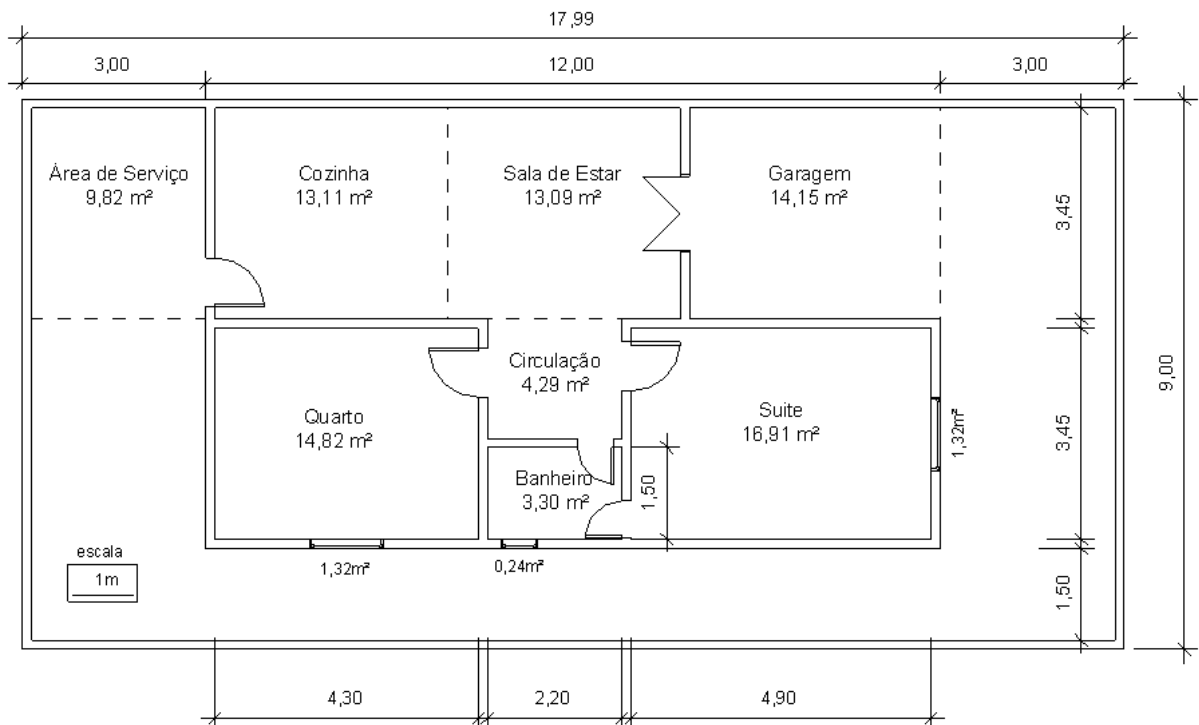 17,99
3,00
12,00
3,00
Área de Serviço
9,82 m²
Cozinha
13,11 m²
Sala de Estar
13,09 m²
Garagem
14,15 m²
3,45
9,00
Circulação
4,29 m²
Quarto
14,82 m²
Suite
16,91 m²
1,32m²
3,45
Banheiro
3,30 m²
1,50
escala
1m
1,32m²
0,24m²
1,50
4,30
2,20
4,90